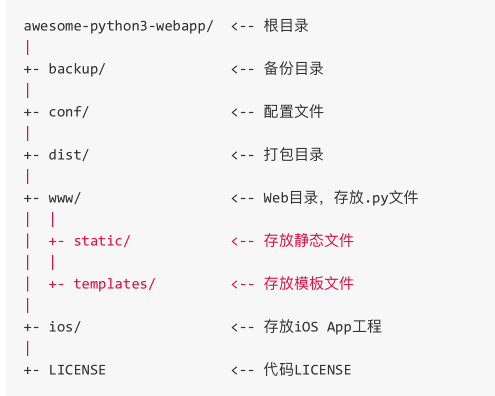 awesome-python3-webapp/  <-- 根目录
|
+- backup/               <-- 备份目录
|
+- conf/                 <-- 配置文件
|
+- dist/                 <-- 打包目录
|
+- www/                  <-- Web目录, 存放.py文件
|  |
|  +- static/            <-- 存放静态文件
|  |
|  +- templates/         <-- 存放模板文件
|
+- ios/                  <-- 存放iOS App工程
|
+- LICENSE               <-- 代码LICENSE